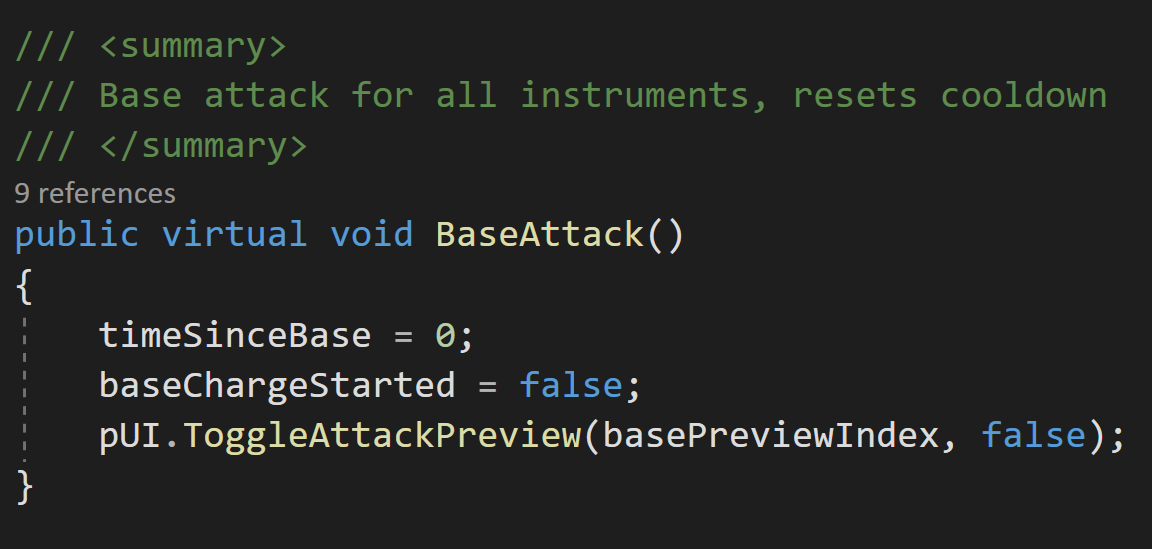 /// <summary>
/// Base attack for all instruments, resets cooldown
/// </summary>
9 references
public virtual void BaseAttack()
{
    timeSinceBase = 0;
    baseChargeStarted = false;
    pUI.ToggleAttackPreview(basePreviewIndex, false);
}